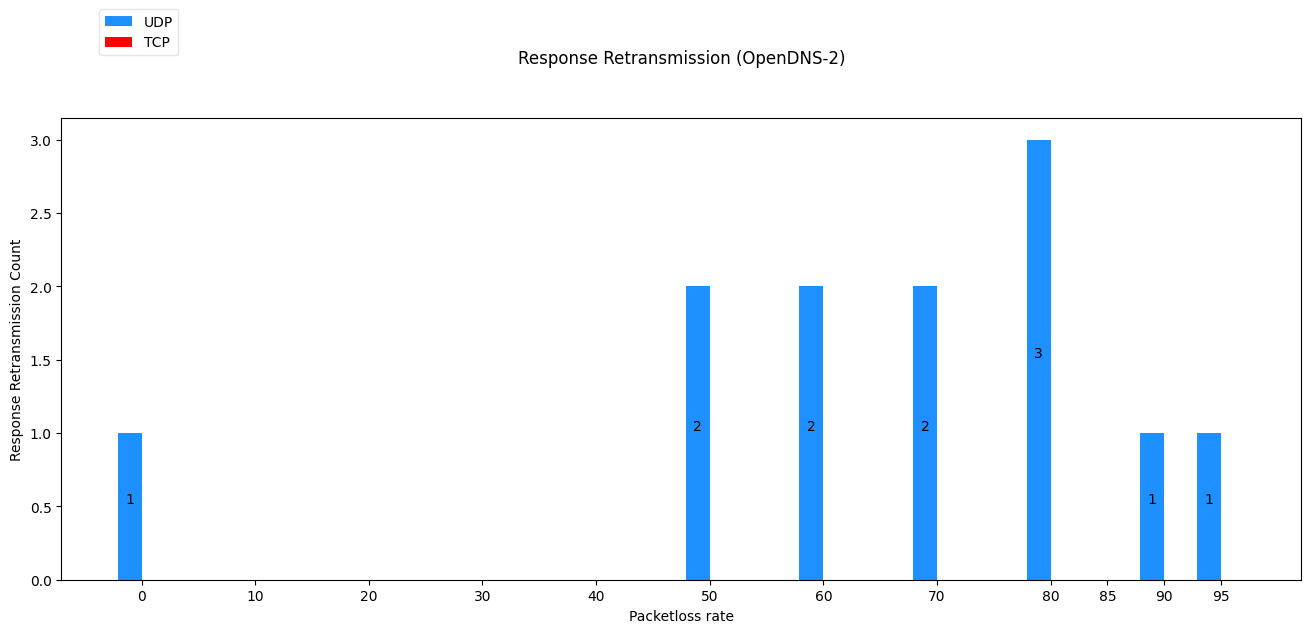 UDP
TCP
Response Retransmission (OpenDNS-2)
Response Retransmission Count
3.0
2.5
2.0
1.5
1.0
0.5
0.0
1
2
2
2
3
1
1
0 10 20 30 40 50 60 70 80 85 90 95
Packetloss rate